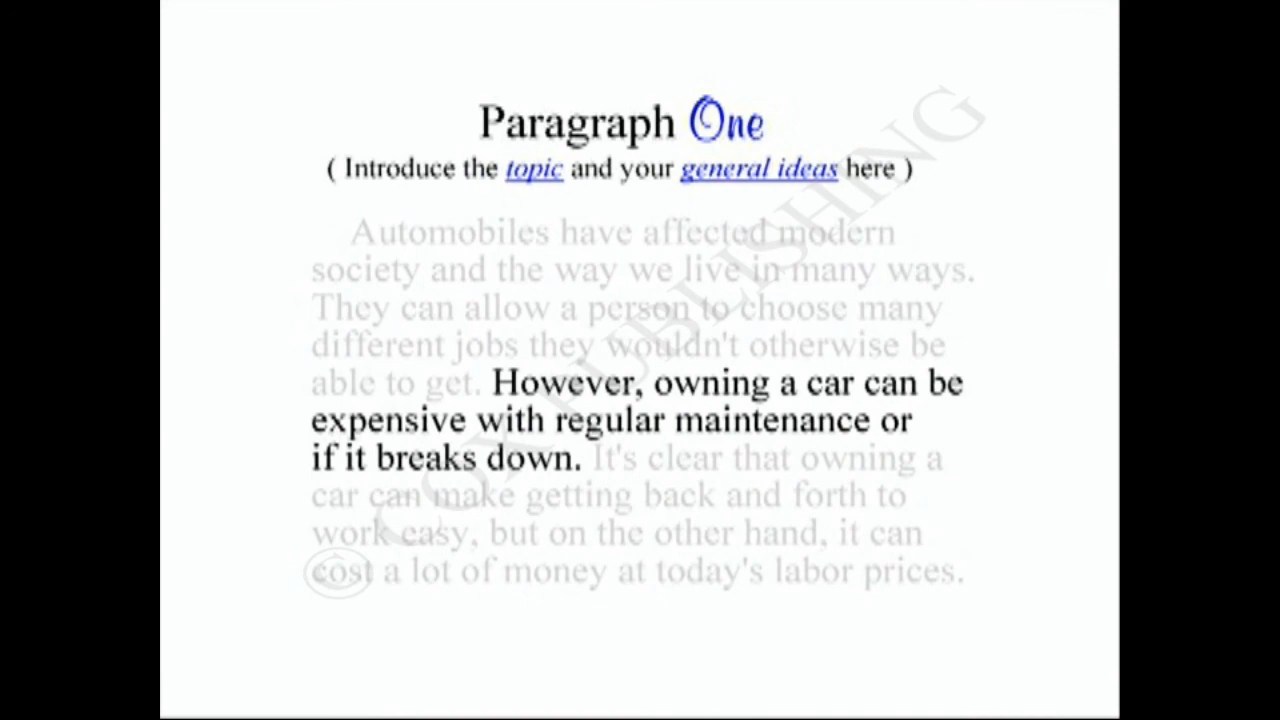 Paragraph One
( Introduce the topic and your general ideas here )
Automobiles have affected modern
society and the way we live in many ways.
They can allow a person to choose many
different jobs they wouldn't otherwise be
able to get. However, owning a car can be
expensive with regular maintenance or
if it breaks down. It's clear that owning a
car can make getting back and forth to
work easy, but on the other hand, it can
cost a lot of money at today's labor prices.
© COX PUBLISHING